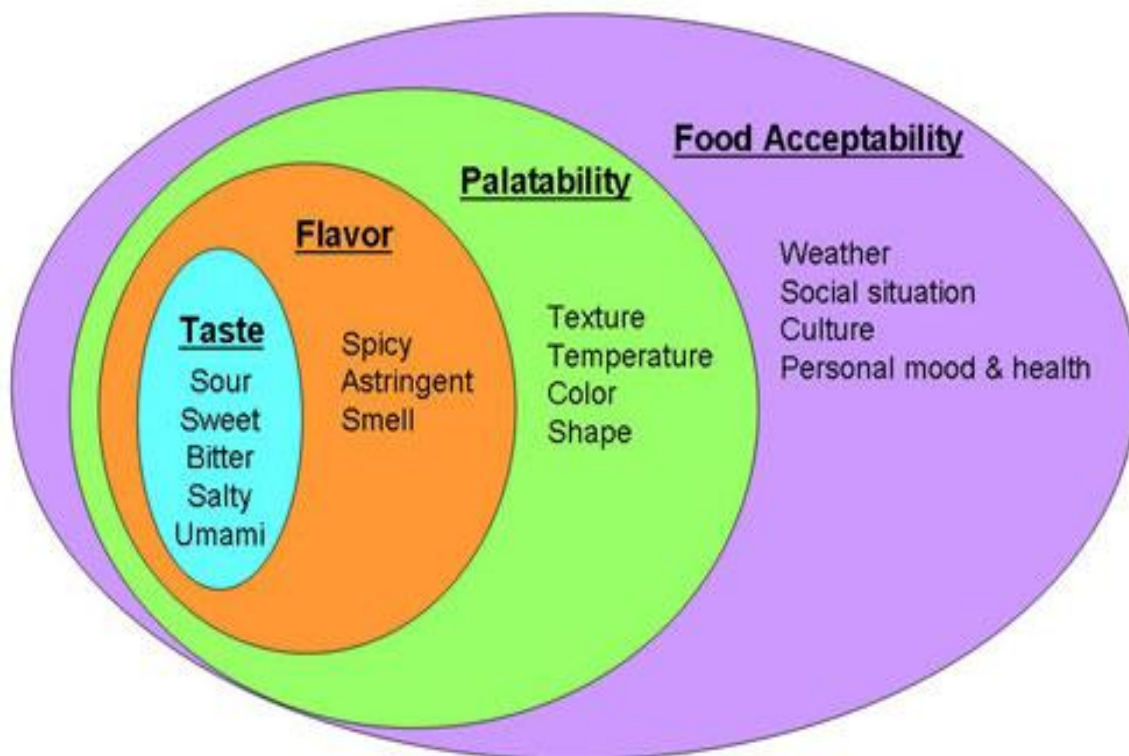 Food Acceptability
Weather
Social situation
Culture
Personal mood & health
Palatability
Texture
Temperature
Color
Shape
Flavor
Spicy
Astringent
Smell
Taste
Sour
Sweet
Bitter
Salty
Umami